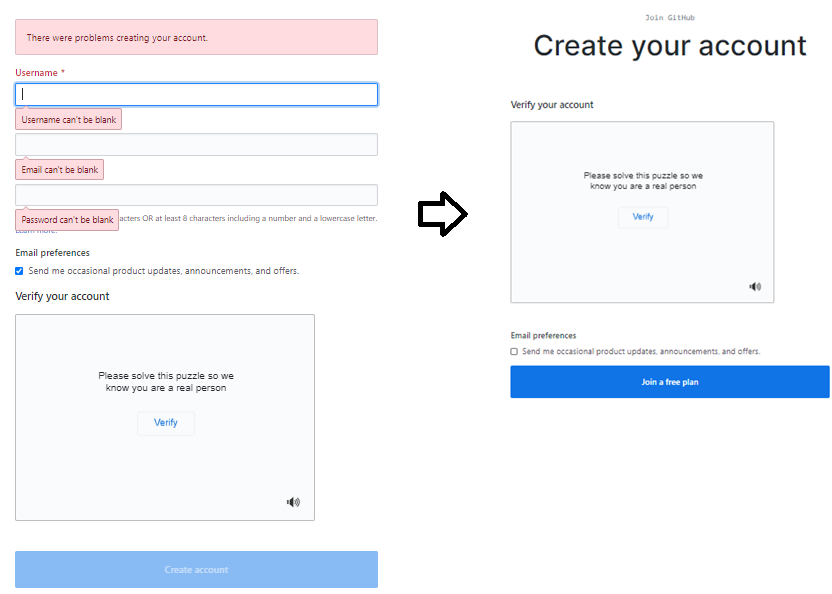 There were problems creating your account.
Username *
Username can't be blank
Email can't be blank
Password can't be blank
acters OR at least 8 characters including a number and a lowercase letter.
Email preferences
Send me occasional product updates, announcements, and offers.
Verify your account
Please solve this puzzle so we
know you are a real person
Verify
Create account
Join GitHub
Create your account
Verify your account
Please solve this puzzle so we
know you are a real person
Verify
Email preferences
Send me occasional product updates, announcements, and offers.
Join a free plan